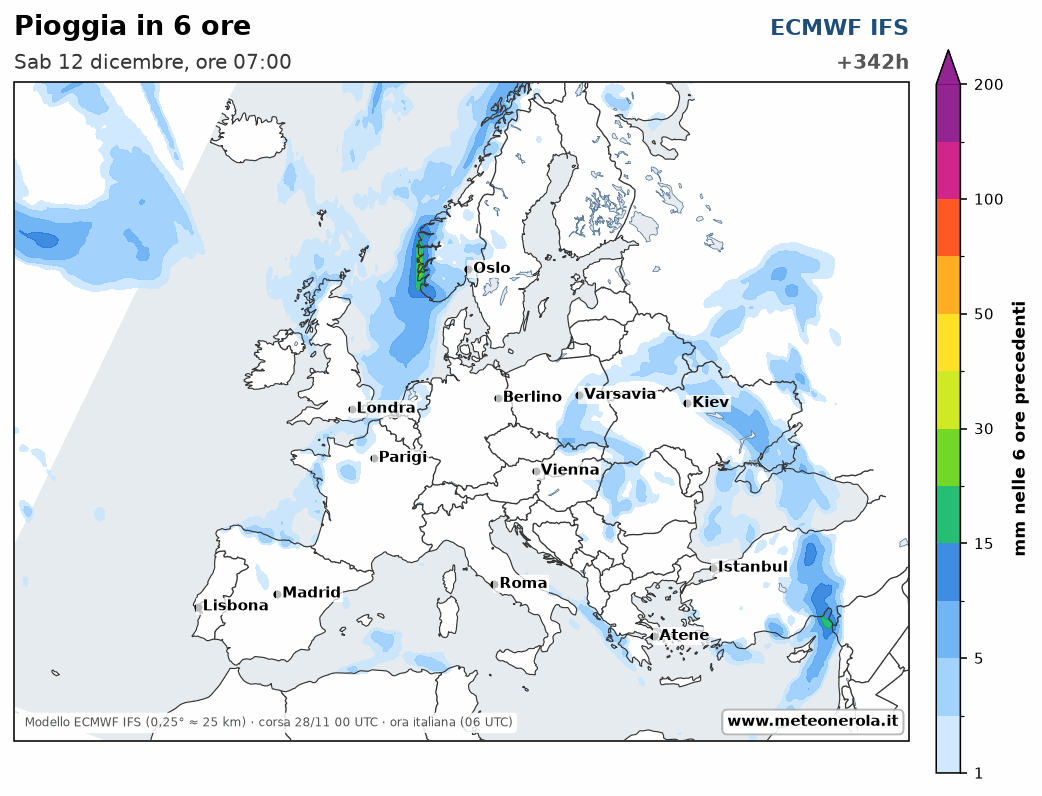 Pioggia in 6 ore
ECMWF IFS
Sab 12 dicembre, ore 07:00
+342h
200
100
50
30
15
5
1
mm nelle 6 ore precedenti
Oslo
Berlino
Varsavia
Kiev
Londra
Parigi
Vienna
Istanbul
Roma
Madrid
Lisbona
Atene
Modello ECMWF IFS (0,25° ≈ 25 km) · corsa 28/11 00 UTC · ora italiana (06 UTC)
www.meteonerola.it